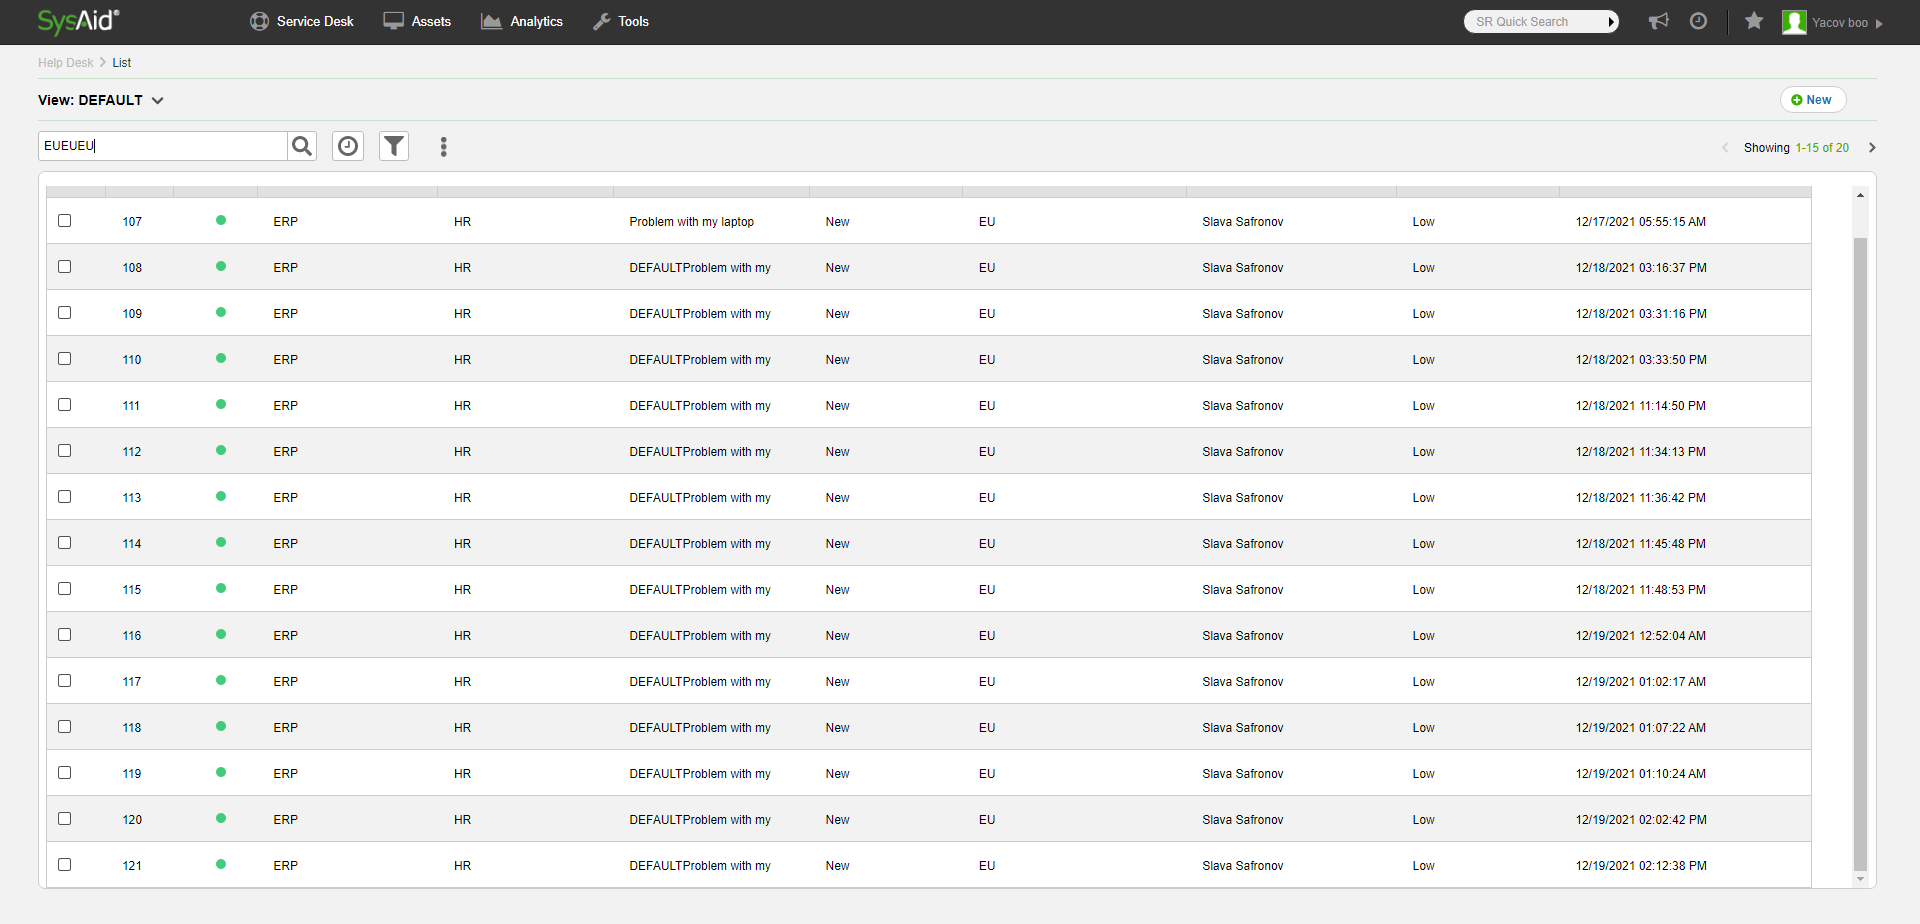 SysAid® Service Desk Assets Analytics Tools SR Quick Search Yacov boo
Help Desk List
View: DEFAULT New
EUEUEU Showing 1-15 of 20
107 ERP HR Problem with my laptop New EU Slava Safronov Low 12/17/2021 05:55:15 AM
108 ERP HR DEFAULTProblem with my New EU Slava Safronov Low 12/18/2021 03:16:37 PM
109 ERP HR DEFAULTProblem with my New EU Slava Safronov Low 12/18/2021 03:31:16 PM
110 ERP HR DEFAULTProblem with my New EU Slava Safronov Low 12/18/2021 03:33:50 PM
111 ERP HR DEFAULTProblem with my New EU Slava Safronov Low 12/18/2021 11:14:50 PM
112 ERP HR DEFAULTProblem with my New EU Slava Safronov Low 12/18/2021 11:34:13 PM
113 ERP HR DEFAULTProblem with my New EU Slava Safronov Low 12/18/2021 11:36:42 PM
114 ERP HR DEFAULTProblem with my New EU Slava Safronov Low 12/18/2021 11:45:48 PM
115 ERP HR DEFAULTProblem with my New EU Slava Safronov Low 12/18/2021 11:48:53 PM
116 ERP HR DEFAULTProblem with my New EU Slava Safronov Low 12/19/2021 12:52:04 AM
117 ERP HR DEFAULTProblem with my New EU Slava Safronov Low 12/19/2021 01:02:17 AM
118 ERP HR DEFAULTProblem with my New EU Slava Safronov Low 12/19/2021 01:07:22 AM
119 ERP HR DEFAULTProblem with my New EU Slava Safronov Low 12/19/2021 01:10:24 AM
120 ERP HR DEFAULTProblem with my New EU Slava Safronov Low 12/19/2021 02:02:42 PM
121 ERP HR DEFAULTProblem with my New EU Slava Safronov Low 12/19/2021 02:12:38 PM